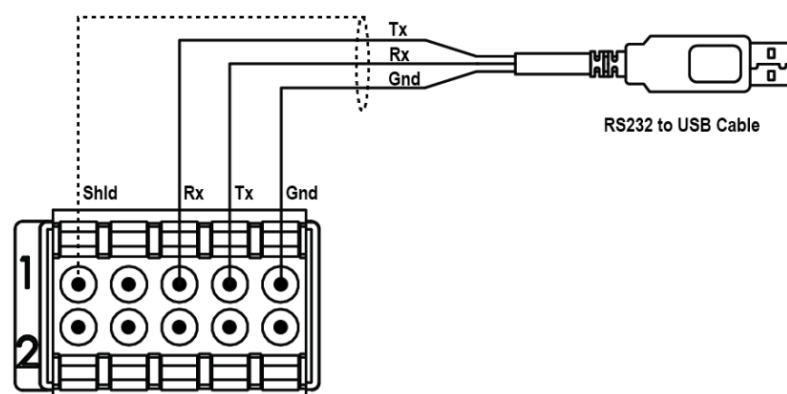 Tx
Rx
Gnd
RS232 to USB Cable
Shld Rx Tx Gnd
1
2